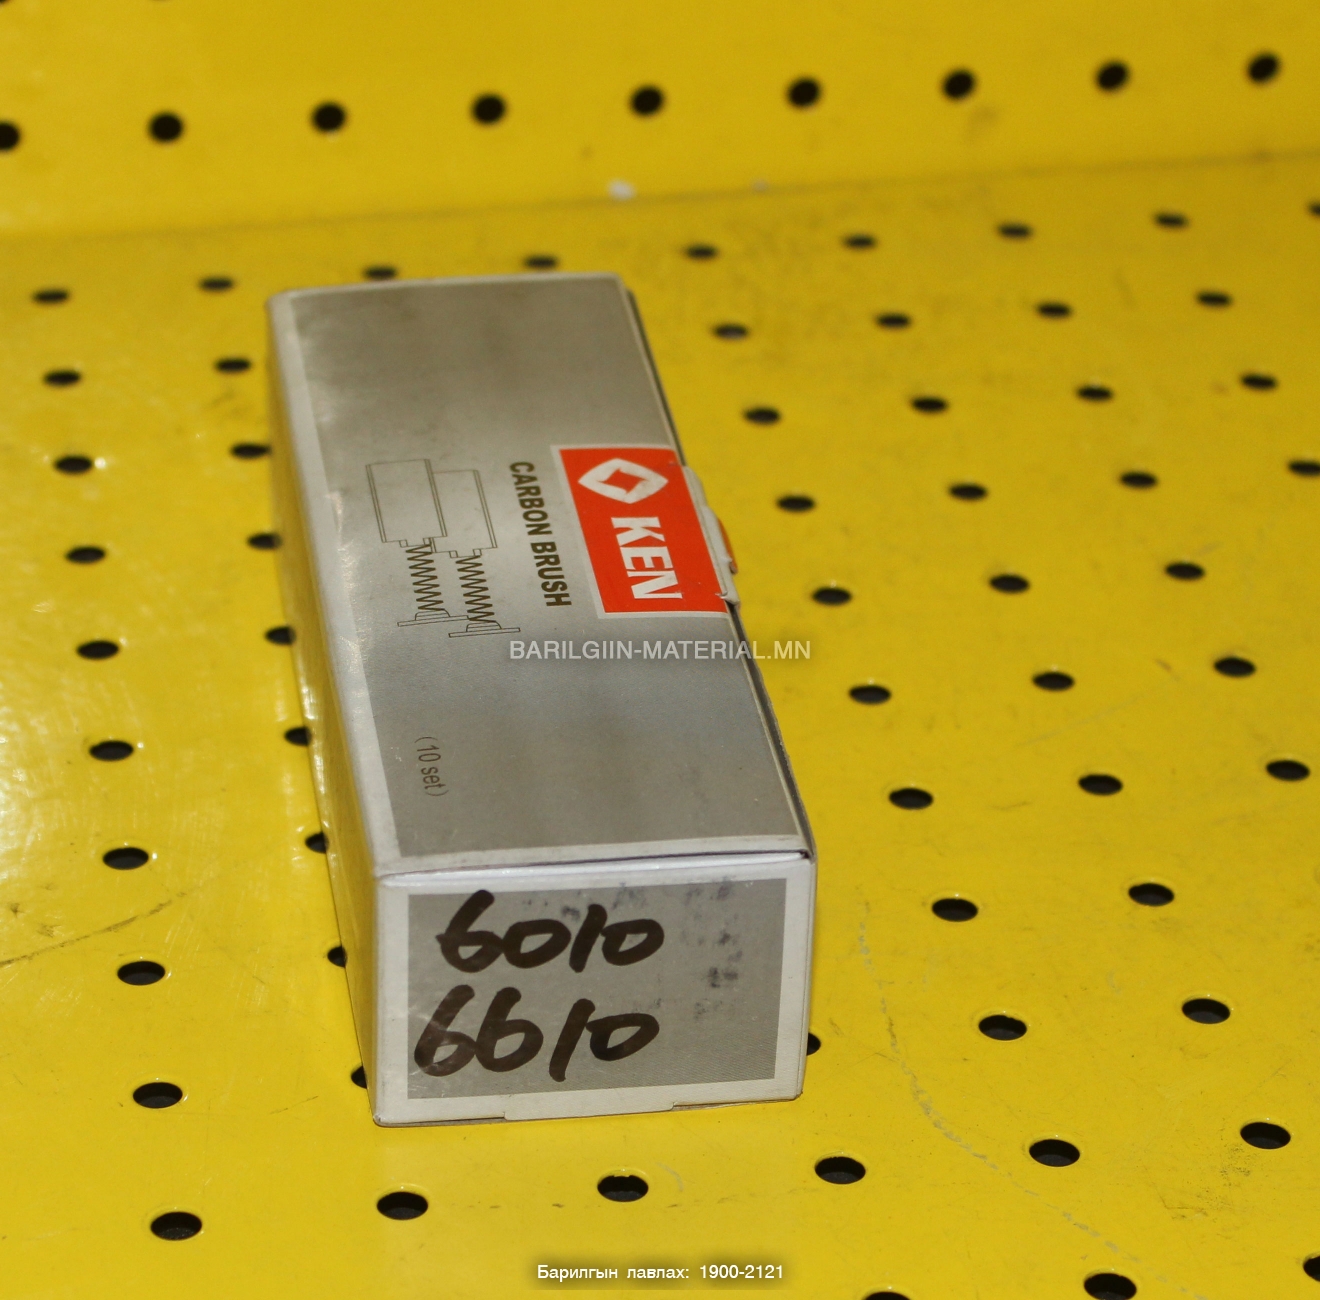 KEN
CARBON BRUSH
(10 set)
BARILGIIN-MATERIAL.MN
6010
6610
Барилгын лавлах: 1900-2121